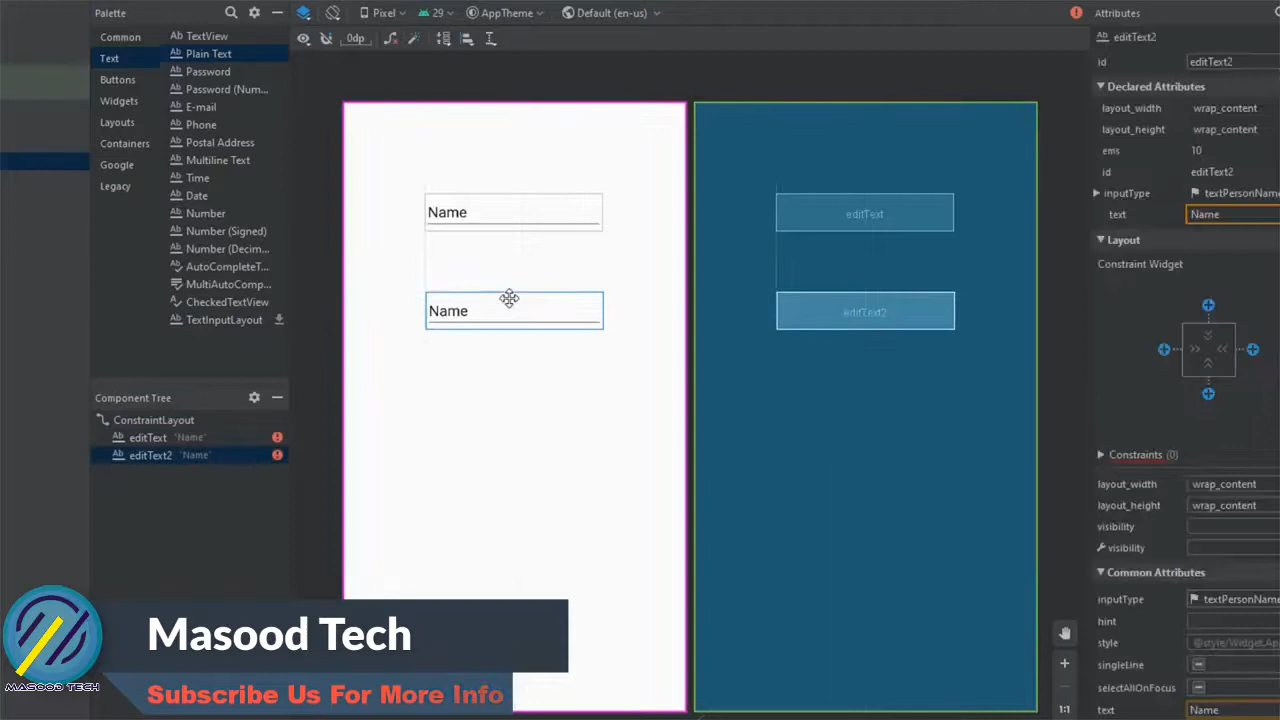 Palette
Common
Text
Buttons
Widgets
Layouts
Containers
Google
Legacy
Ab TextView
Ab Plain Text
Ab Password
Ab Password (Num...
Ab E-mail
Ab Phone
Ab Postal Address
Ab Multiline Text
Ab Time
Ab Date
Ab Number
Ab Number (Signed)
Ab Number (Decim...
AutoCompleteT...
MultiAutoComp...
CheckedTextView
Ab TextInputLayout
Component Tree
ConstraintLayout
Ab editText "Name"
Ab editText2 "Name"
Pixel 29 AppTheme Default (en-us)
0dp
Name
Name
editText
editText2
1:1
Attributes
Ab editText2
id editText2
Declared Attributes
layout_width wrap_content
layout_height wrap_content
ems 10
id editText2
inputType textPersonName
text Name
Layout
Constraint Widget
Constraints (0)
layout_width wrap_content
layout_height wrap_content
visibility
visibility
Common Attributes
inputType textPersonName
hint
style @style/Widget.Ap
singleLine
selectAllOnFocus
text Name
MASOOD TECH
Masood Tech
Subscribe Us For More Info